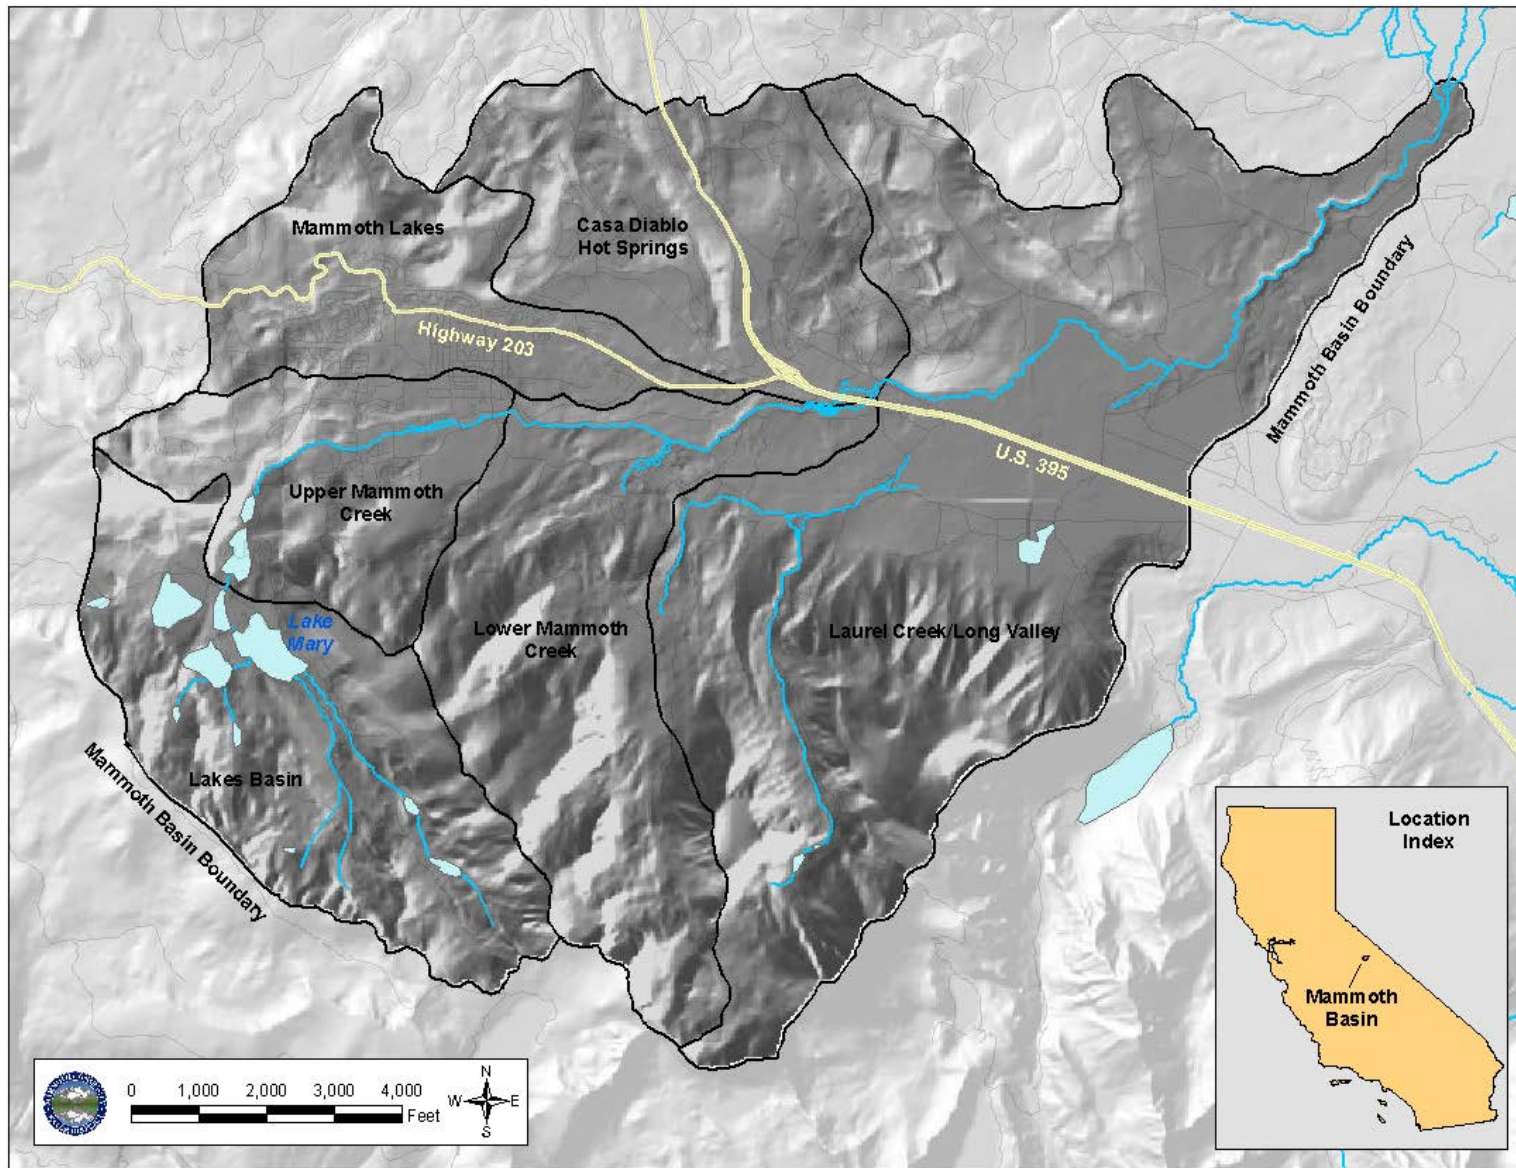 Mammoth Lakes
Casa Diablo
Hot Springs
Highway 203
Mammoth Basin Boundary
U.S. 395
Upper Mammoth
Creek
Lake
Mary
Lower Mammoth
Creek
Laurel Creek/Long Valley
Lakes Basin
Mammoth Basin Boundary
Location
Index
Mammoth
Basin
0 1,000 2,000 3,000 4,000
Feet
N
W E
S